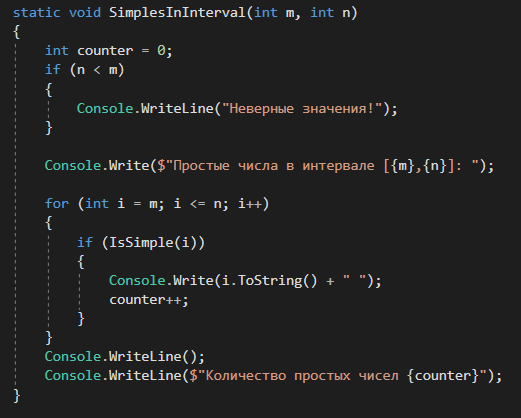 static void SimplesInInterval(int m, int n)
{
    int counter = 0;
    if (n < m)
    {
        Console.WriteLine("Неверные значения!");
    }

    Console.Write($"Простые числа в интервале [{m},{n}]: ");

    for (int i = m; i <= n; i++)
    {
        if (IsSimple(i))
        {
            Console.Write(i.ToString() + " ");
            counter++;
        }
    }
    Console.WriteLine();
    Console.WriteLine($"Количество простых чисел {counter}");
}